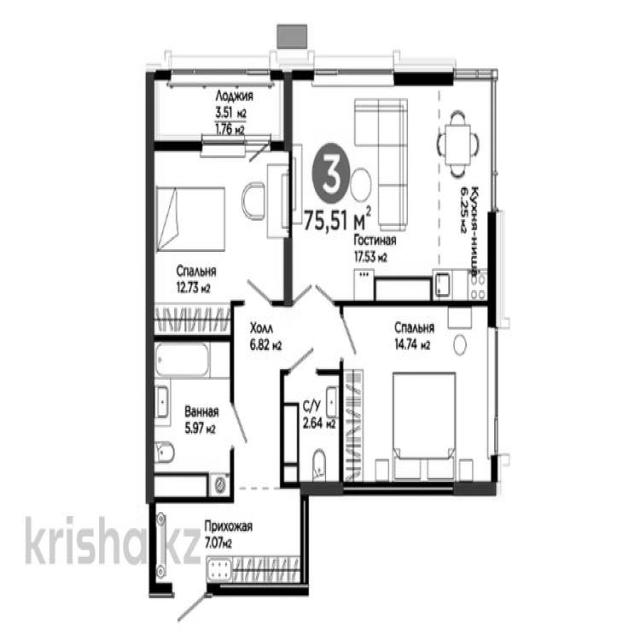 Лоджия
3.51 м2
1.76 м2
3
75,51 м2
Гостиная
17.53 м2
Кухня-ниша
6.25м2
Спальня
12.73 м2
Холл
6.82 м2
Спальня
14.74 м2
Ванная
5.97 м2
С/У
2.64 м2
Прихожая
7.07м2
krisha.kz